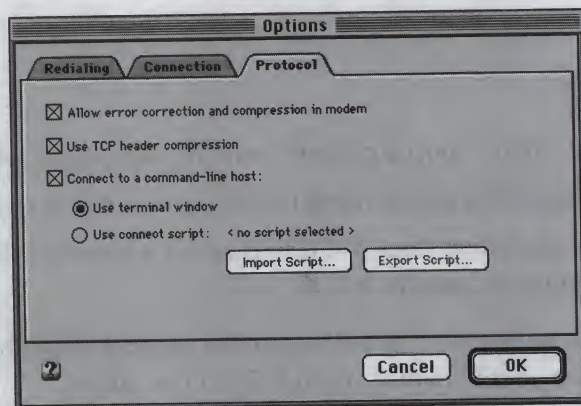 Options
Redialing Connection Protocol
Allow error correction and compression in modem
Use TCP header compression
Connect to a command-line host:
Use terminal window
Use connect script: < no script selected >
Import Script... Export Script...
?
Cancel OK